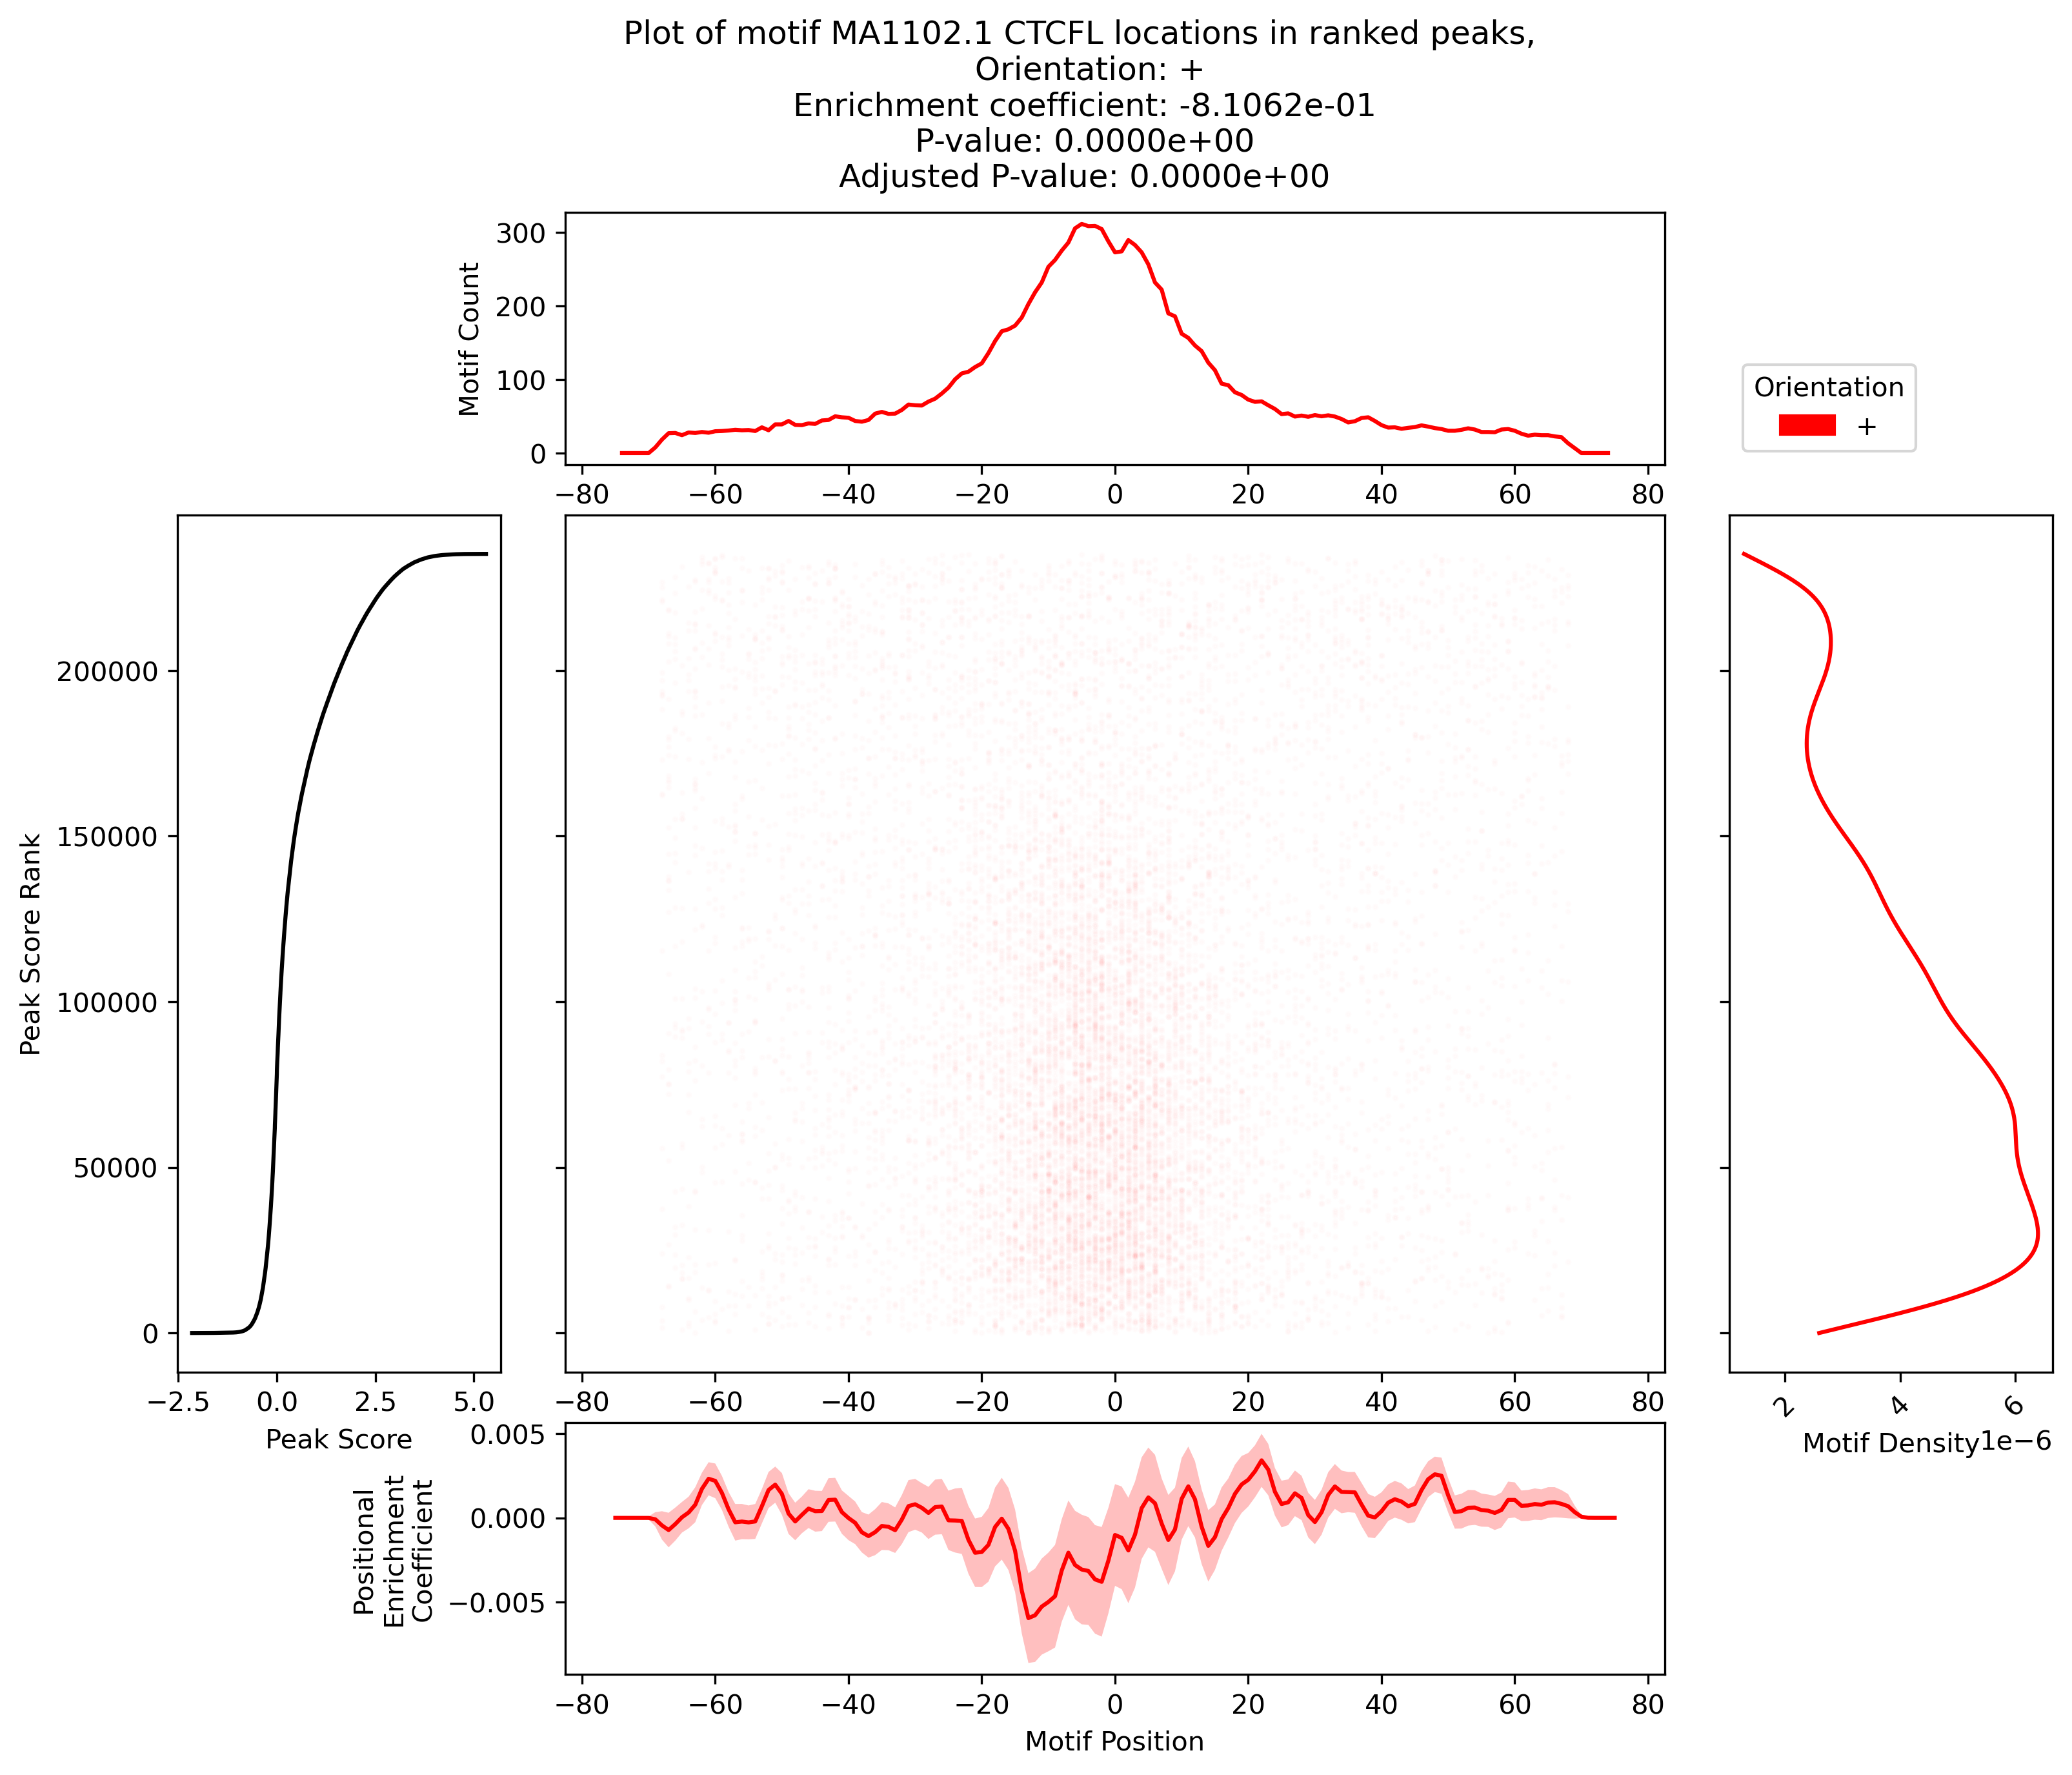 Plot of motif MA1102.1 CTCFL locations in ranked peaks,
Orientation: +
Enrichment coefficient: -8.1062e-01
P-value: 0.0000e+00
Adjusted P-value: 0.0000e+00
Motif Count
300
200
100
0
−80 −60 −40 −20 0 20 40 60 80
Orientation
+
Peak Score Rank
200000
150000
100000
50000
0
−2.5 0.0 2.5 5.0
Peak Score
−80 −60 −40 −20 0 20 40 60 80
2 4 6
Motif Density
1e−6
Positional
Enrichment
Coefficient
0.005
0.000
−0.005
−80 −60 −40 −20 0 20 40 60 80
Motif Position